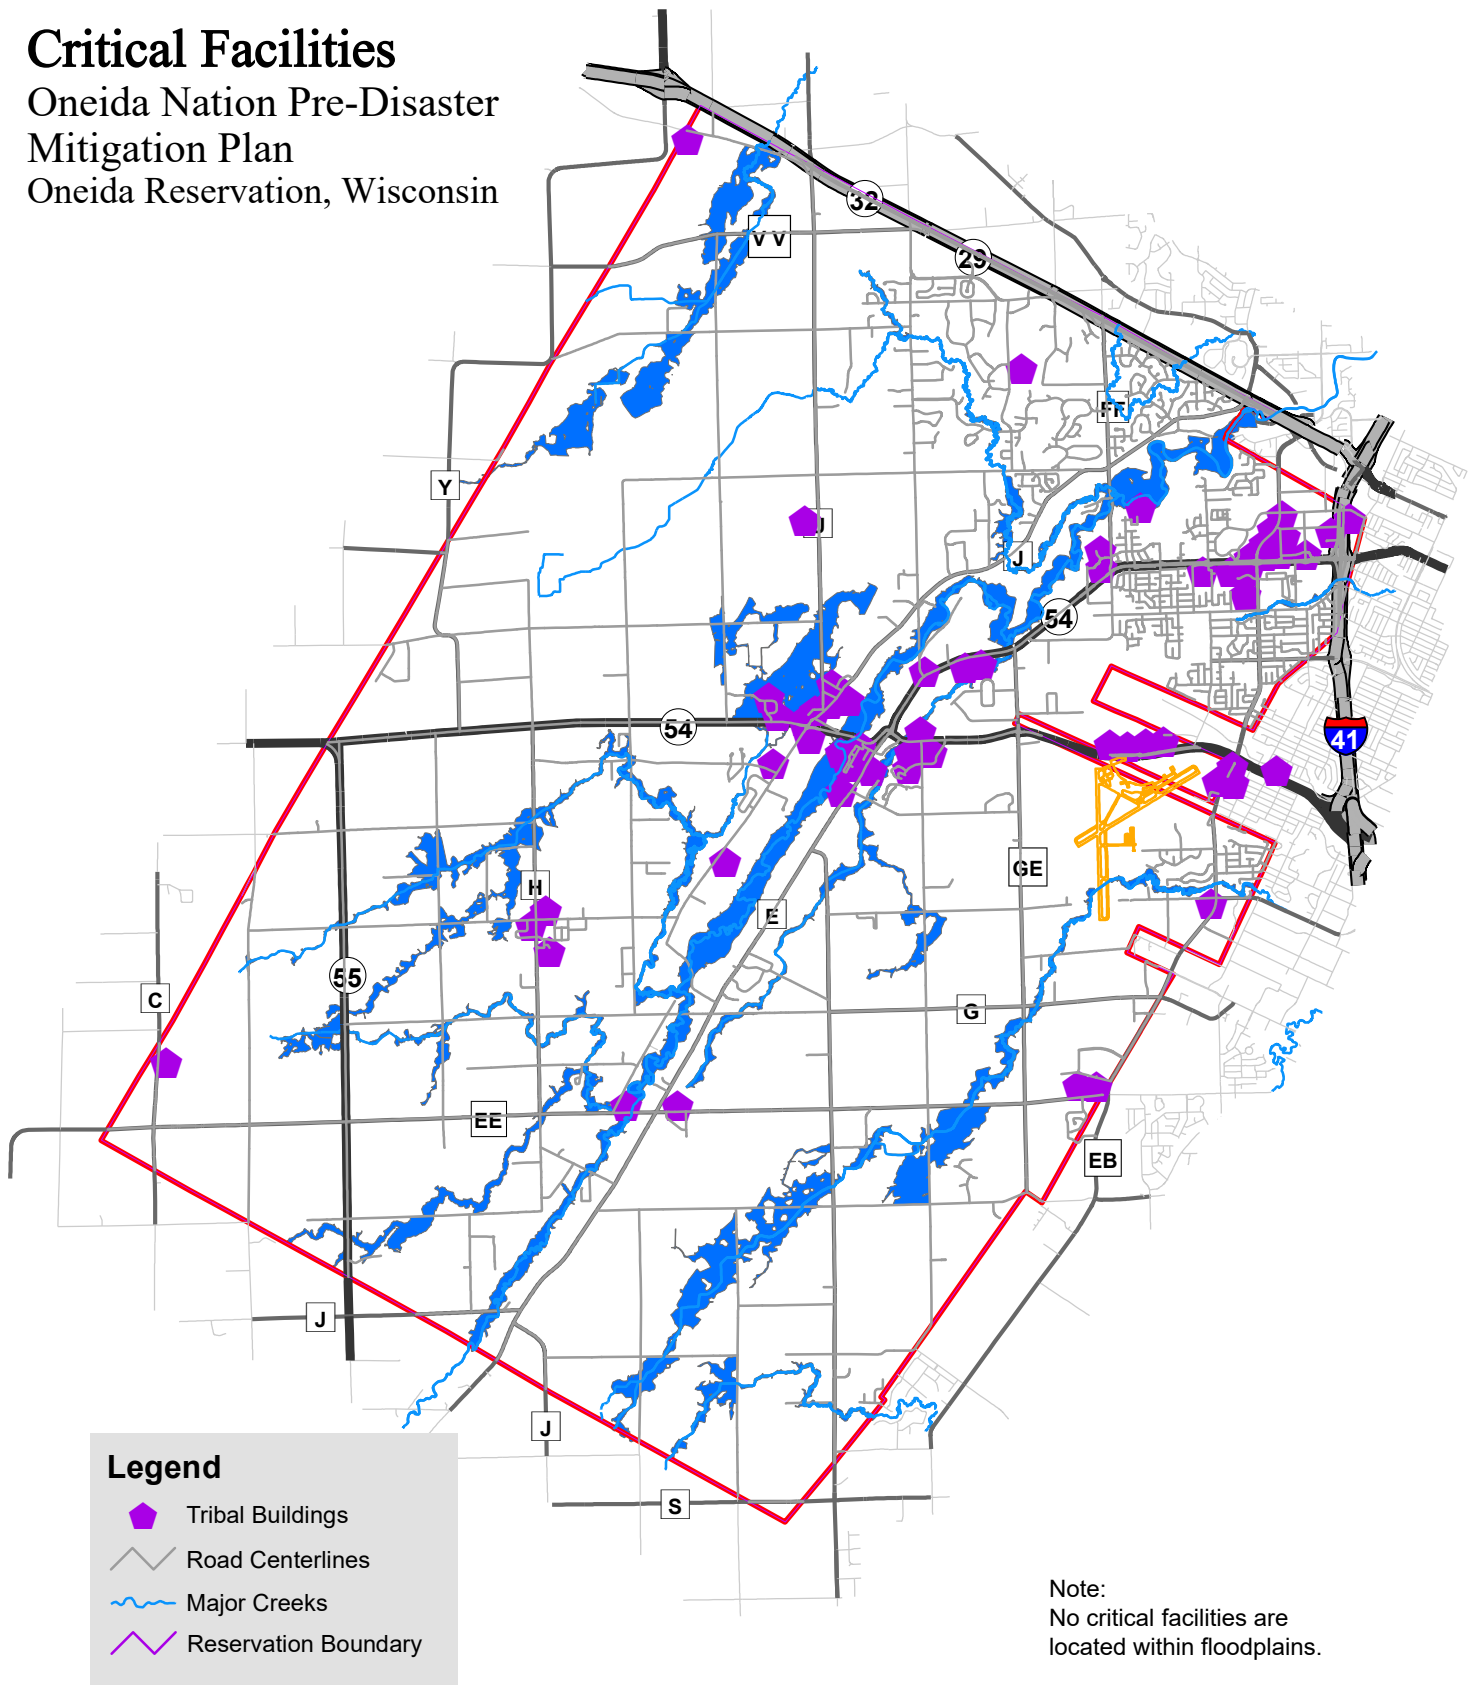 Critical Facilities
Oneida Nation Pre-Disaster
Mitigation Plan
Oneida Reservation, Wisconsin
32
V V
29
FF
Y
J
J
54
54
41
GE
H
E
55
C
G
EE
EB
J
J
S
Legend
Tribal Buildings
Road Centerlines
Major Creeks
Reservation Boundary
Note:
No critical facilities are
located within floodplains.